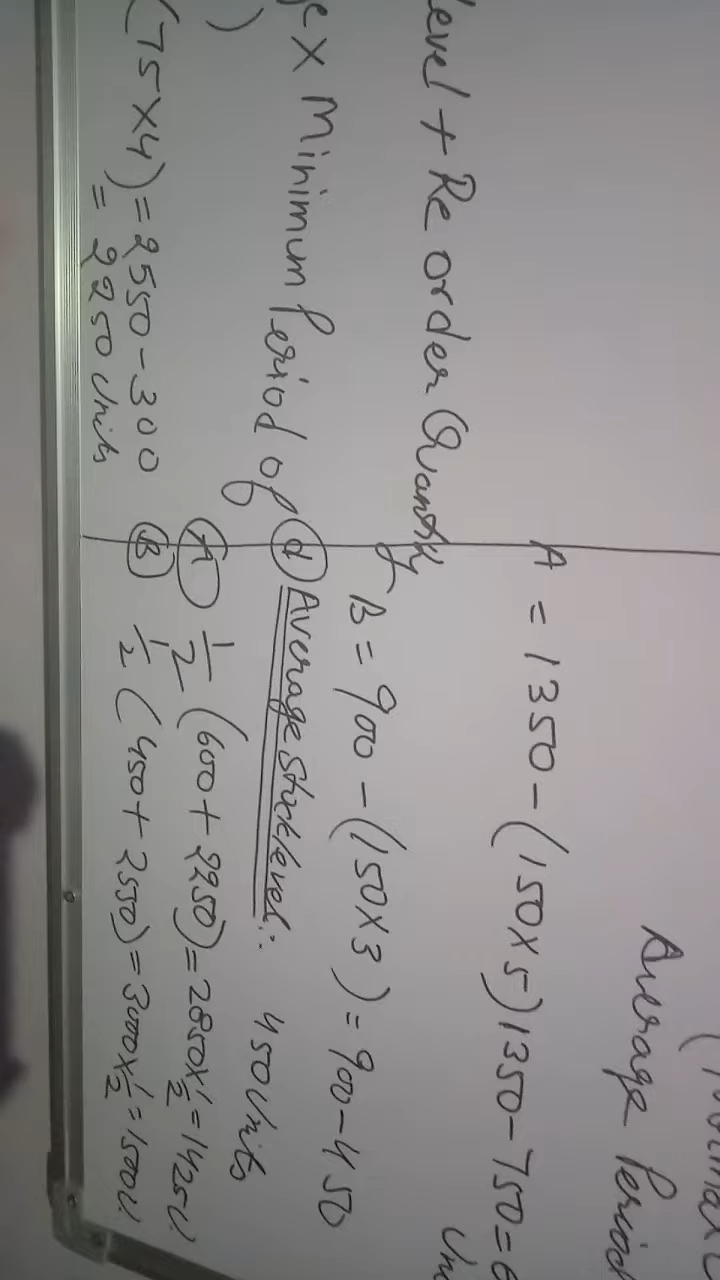 level + Re order Quantity
ge x Minimum Period of
)
(75 x 4) = 2550 - 300
= 2250 Units
Average Period
A = 1350 - (150 x 5) 1350 - 750 = 6
B = 900 - (150 x 3) = 900 - 450
450 Units
(d) Average Stock level :-
(A) 1/2 (600 + 2250) = 2850 x 1/2 = 1425 U
(B) 1/2 (450 + 2550) = 3000 x 1/2 = 1500 U